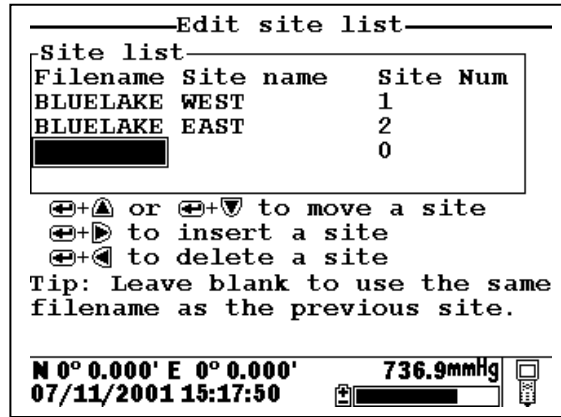 Edit site list
Site list
Filename Site name Site Num
BLUELAKE WEST 1
BLUELAKE EAST 2
0
+ or + to move a site
+ to insert a site
+ to delete a site
Tip: Leave blank to use the same
filename as the previous site.
N 0° 0.000' E 0° 0.000' 736.9mmHg
07/11/2001 15:17:50